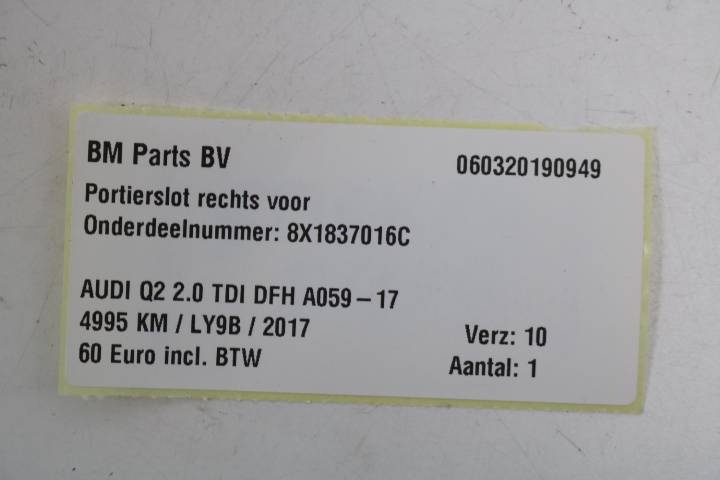 BM Parts BV 060320190949
Portierslot rechts voor
Onderdeelnummer: 8X1837016C
AUDI Q2 2.0 TDI DFH A059-17
4995 KM / LY9B / 2017 Verz: 10
60 Euro incl. BTW Aantal: 1